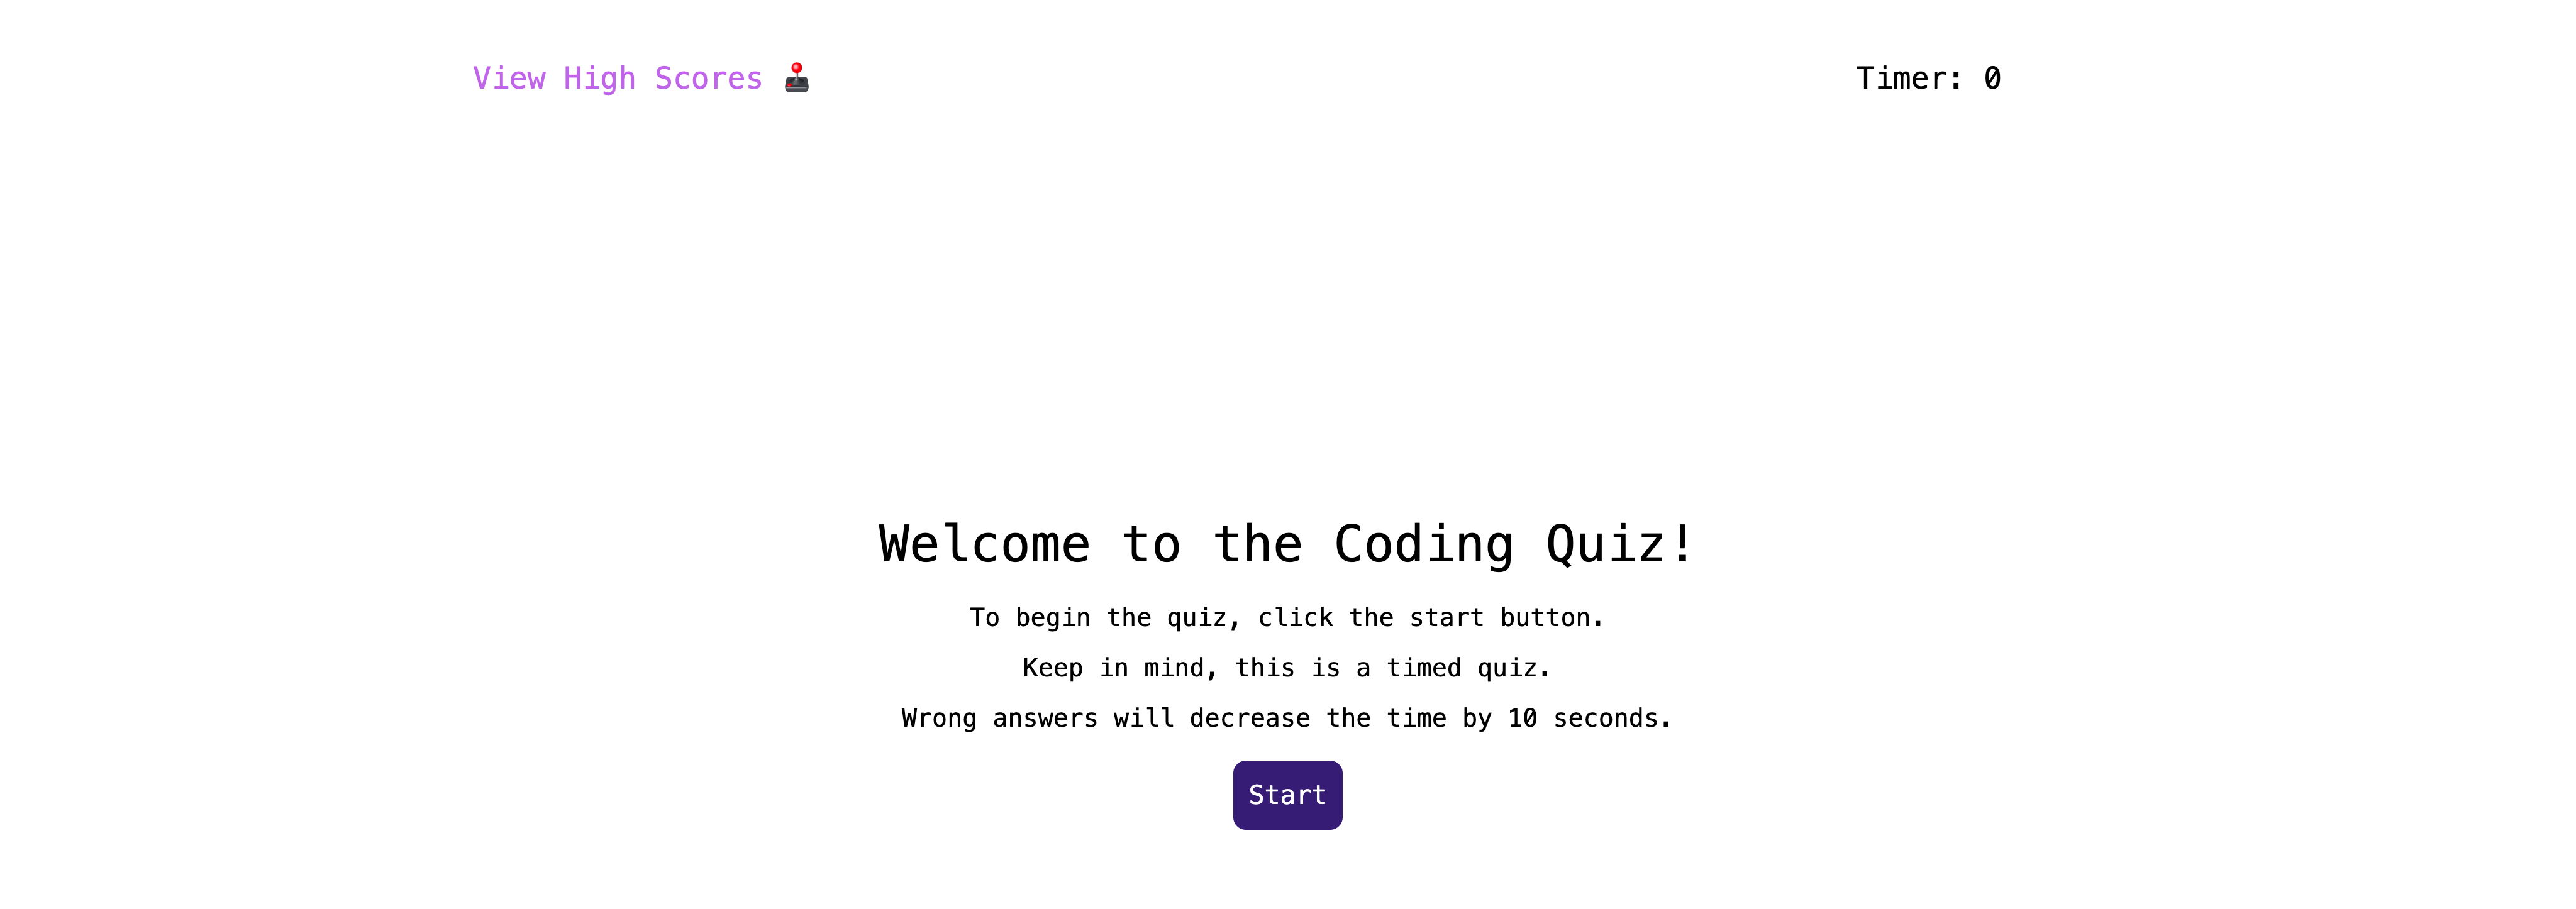 View High Scores 🕹️
Timer: 0
Welcome to the Coding Quiz!
To begin the quiz, click the start button.
Keep in mind, this is a timed quiz.
Wrong answers will decrease the time by 10 seconds.
Start